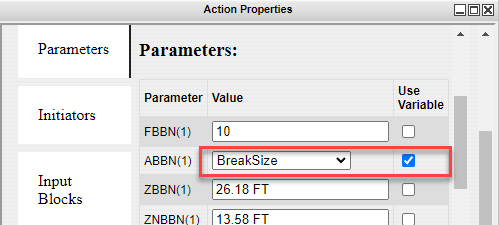 Action Properties
Parameters
Initiators
Input
Blocks
Parameters:
Parameter Value Use
Variable
FBBN(1) 10
ABBN(1) BreakSize
ZBBN(1) 26.18 FT
ZNBBN(1) 13.58 FT